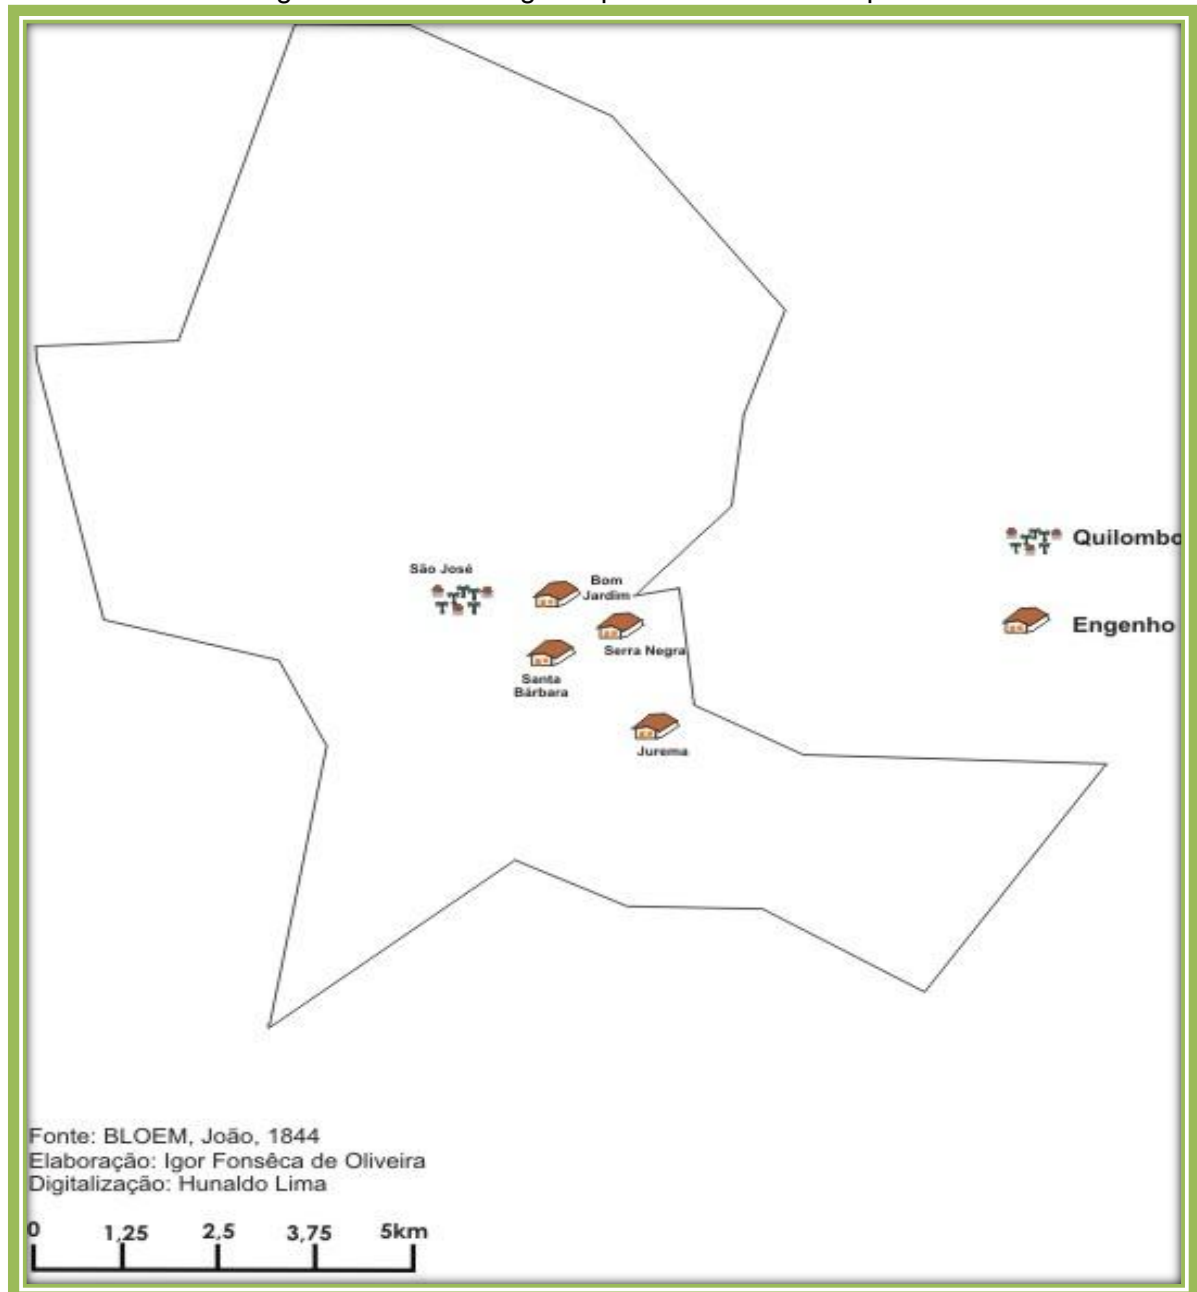 São José
Bom
Jardim
Serra Negra
Santa
Bárbara
Jurema
Quilombo
Engenho
Fonte: BLOEM, João, 1844
Elaboração: Igor Fonsêca de Oliveira
Digitalização: Hunaldo Lima
0 1,25 2,5 3,75 5km